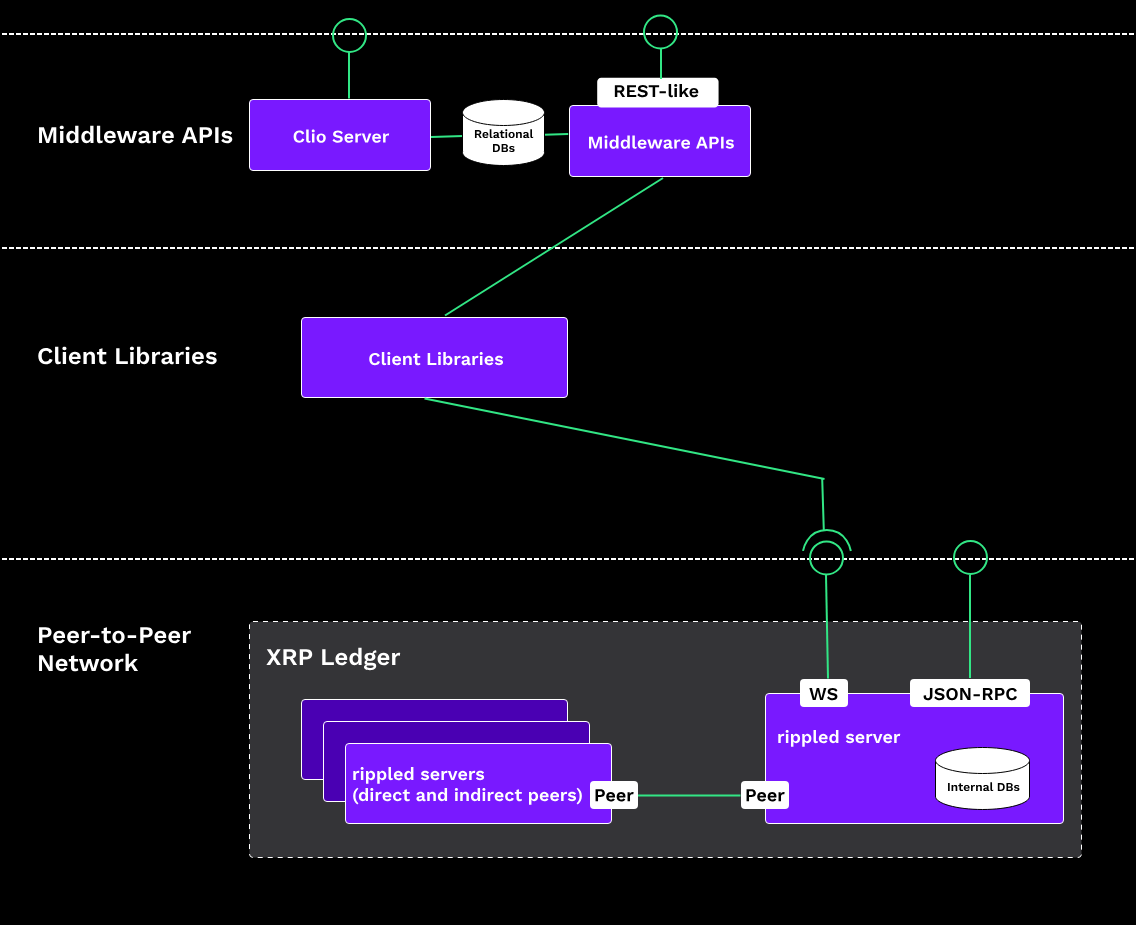 REST-like
Middleware APIs
Clio Server
Relational
DBs
Middleware APIs
Client Libraries
Client Libraries
Peer-to-Peer
Network
XRP Ledger
WS
JSON-RPC
rippled server
rippled servers
(direct and indirect peers)
Peer
Peer
Internal DBs